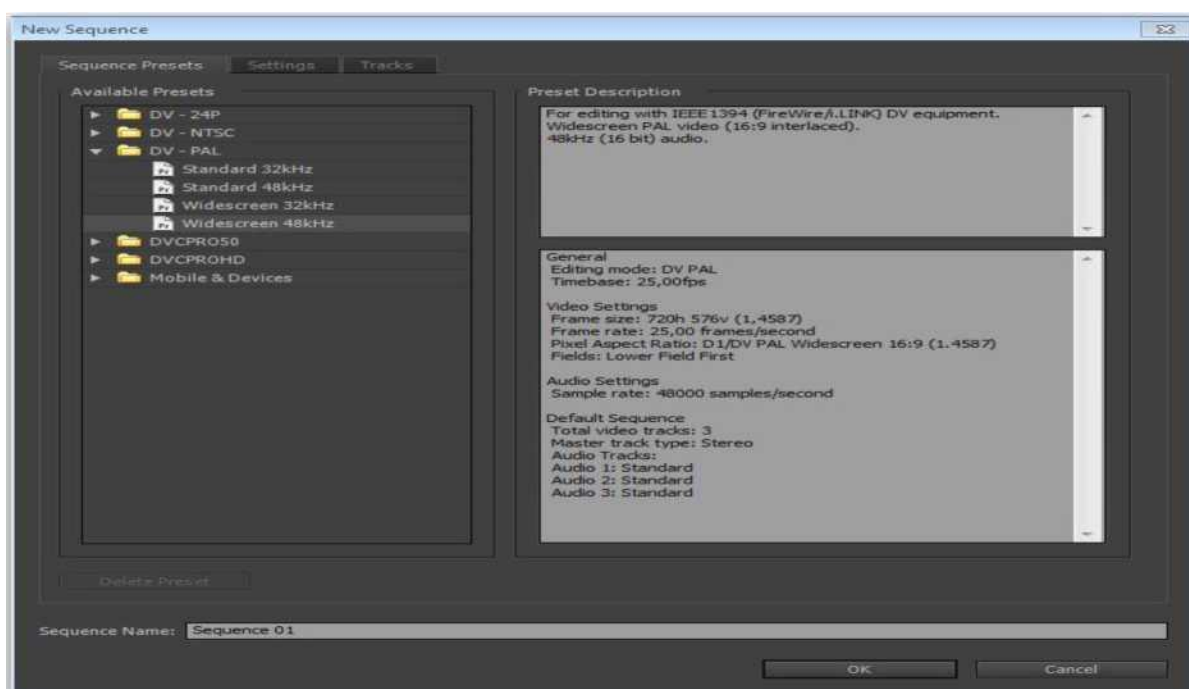 New Sequence
Sequence Presets Settings Tracks
Available Presets
DV - 24P
DV - NTSC
DV - PAL
Standard 32kHz
Standard 48kHz
Widescreen 32kHz
Widescreen 48kHz
DVCPRO50
DVCPROHD
Mobile & Devices
Delete Preset
Preset Description
For editing with IEEE1394 (FireWire/i.LINK) DV equipment.
Widescreen PAL video (16:9 interlaced).
48kHz (16 bit) audio.
General
Editing mode: DV PAL
Timebase: 25,00fps
Video Settings
Frame size: 720h 576v (1,4587)
Frame rate: 25,00 frames/second
Pixel Aspect Ratio: D1/DV PAL Widescreen 16:9 (1.4587)
Fields: Lower Field First
Audio Settings
Sample rate: 48000 samples/second
Default Sequence
Total video tracks: 3
Master track type: Stereo
Audio Tracks:
Audio 1: Standard
Audio 2: Standard
Audio 3: Standard
Sequence Name: Sequence 01
OK Cancel